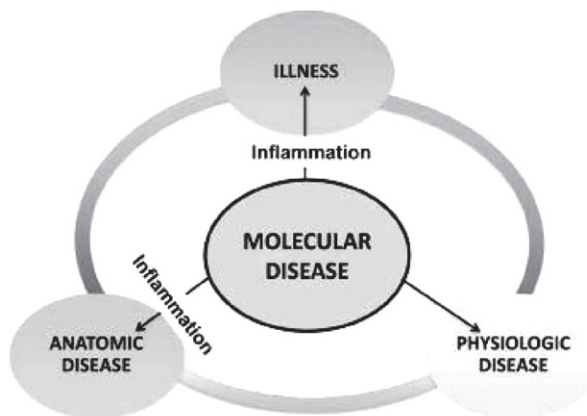 ILLNESS
Inflammation
MOLECULAR
DISEASE
Inflammation
ANATOMIC
DISEASE
PHYSIOLOGIC
DISEASE